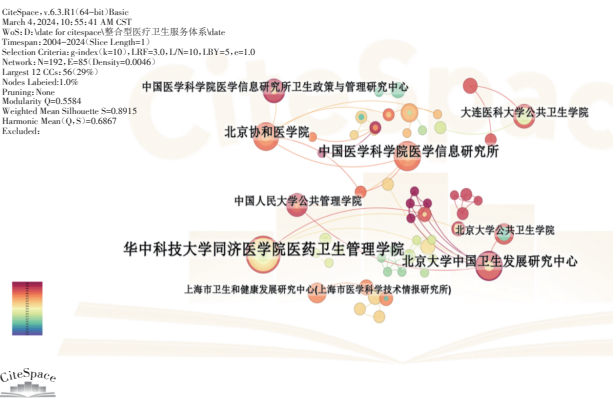 CiteSpace, v.6.3.R1 (64-bit) Basic
March 4, 2024, 10:55:41 AM CST
WoS: D:\date for citespace\整合型医疗卫生服务体系\date
Timespan: 2004-2024 (Slice Length=1)
Selection Criteria: g-index (k=10), LRF=3.0, L/N=10, LBY=5, e=1.0
Network: N=192, E=85 (Density=0.0046)
Largest 12 CCs: 56 (29%)
Nodes Labeled: 1.0%
Pruning: None
Modularity Q=0.5584
Weighted Mean Silhouette S=0.8915
Harmonic Mean (Q, S)=0.6867
Excluded:
CiteSpace
中国医学科学院医学信息研究所卫生政策与管理研究中心
大连医科大学公共卫生学院
北京协和医学院
中国医学科学院医学信息研究所
中国人民大学公共管理学院
北京大学公共卫生学院
华中科技大学同济医学院医药卫生管理学院
北京大学中国卫生发展研究中心
上海市卫生和健康发展研究中心(上海市医学科学技术情报研究所)
CiteSpace